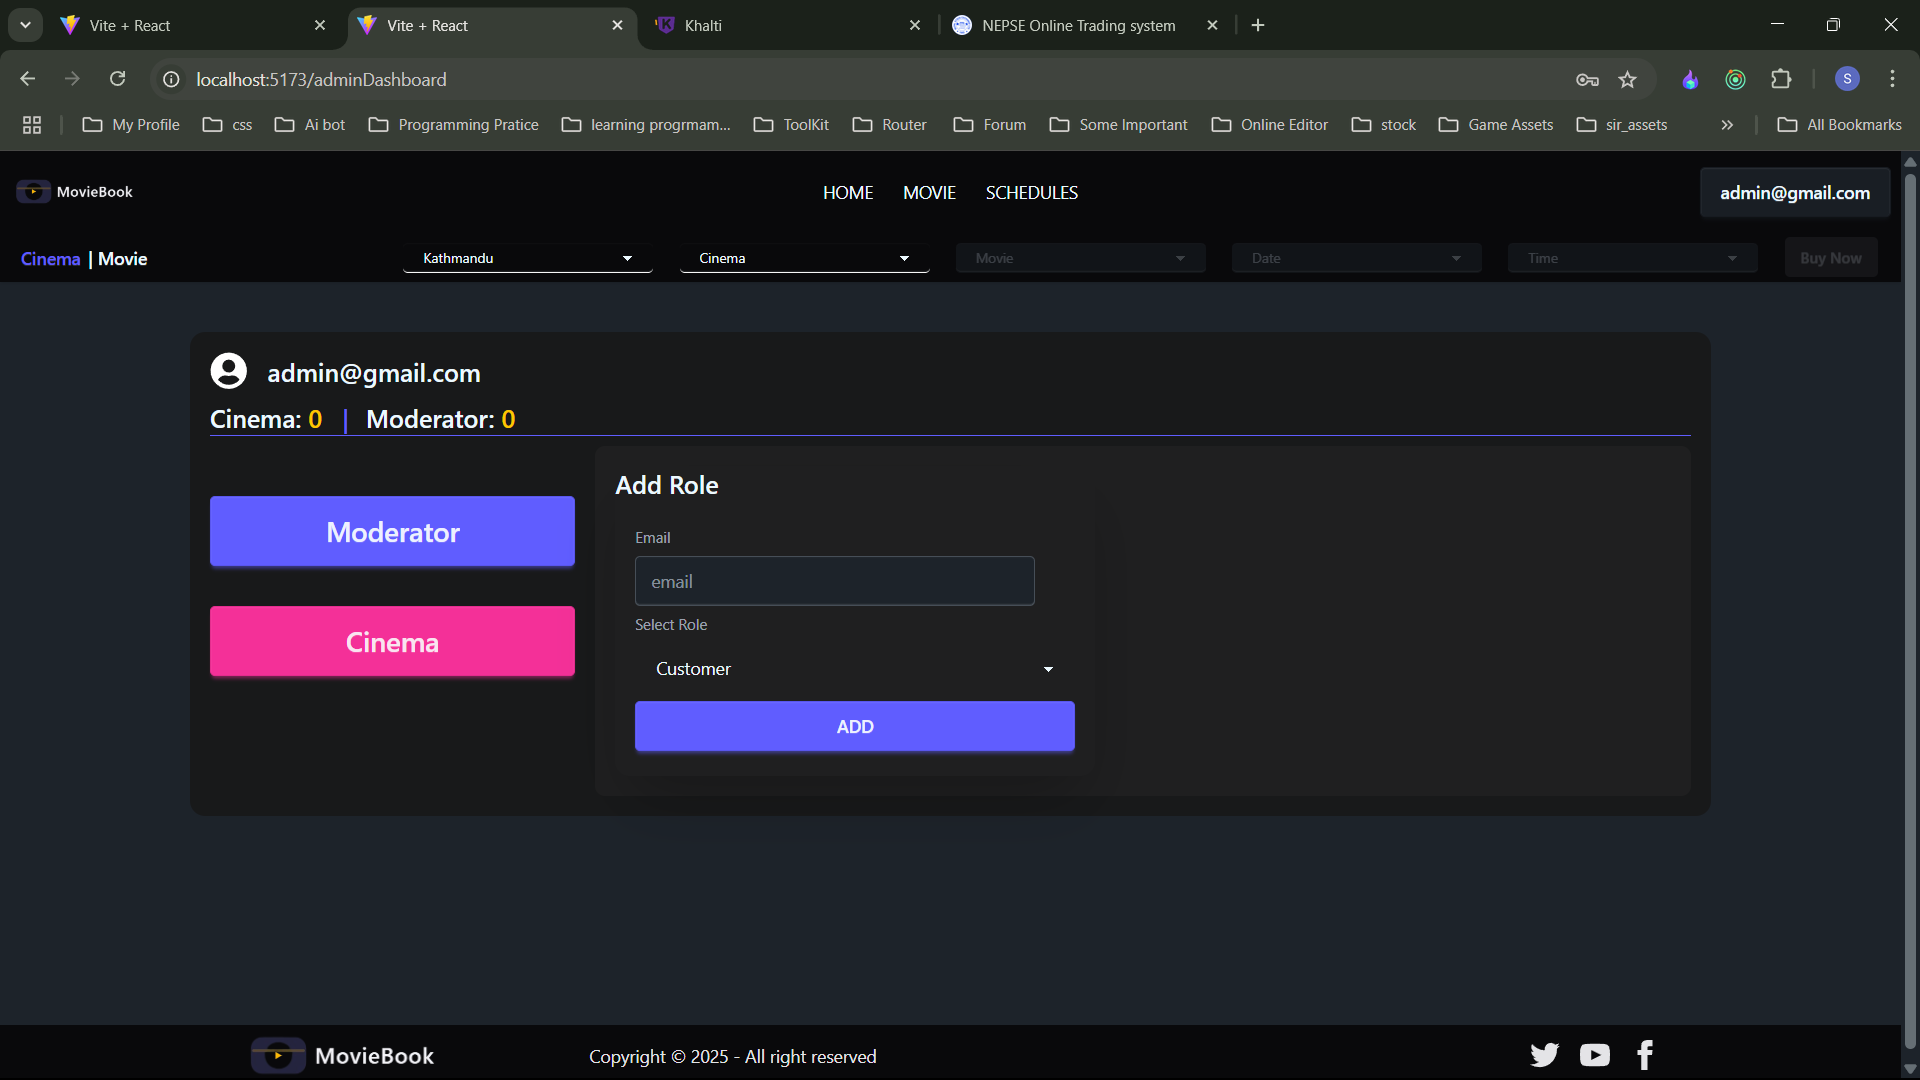 Vite + React
Vite + React
Khalti
NEPSE Online Trading system
localhost:5173/adminDashboard
S
My Profile
css
Ai bot
Programming Pratice
learning progrmam...
ToolKit
Router
Forum
Some Important
Online Editor
stock
Game Assets
sir_assets
All Bookmarks
MovieBook
HOME
MOVIE
SCHEDULES
admin@gmail.com
Cinema | Movie
Kathmandu
Cinema
Movie
Date
Time
Buy Now
admin@gmail.com
Cinema: 0 | Moderator: 0
Moderator
Cinema
Add Role
Email
email
Select Role
Customer
ADD
MovieBook
Copyright © 2025 - All right reserved